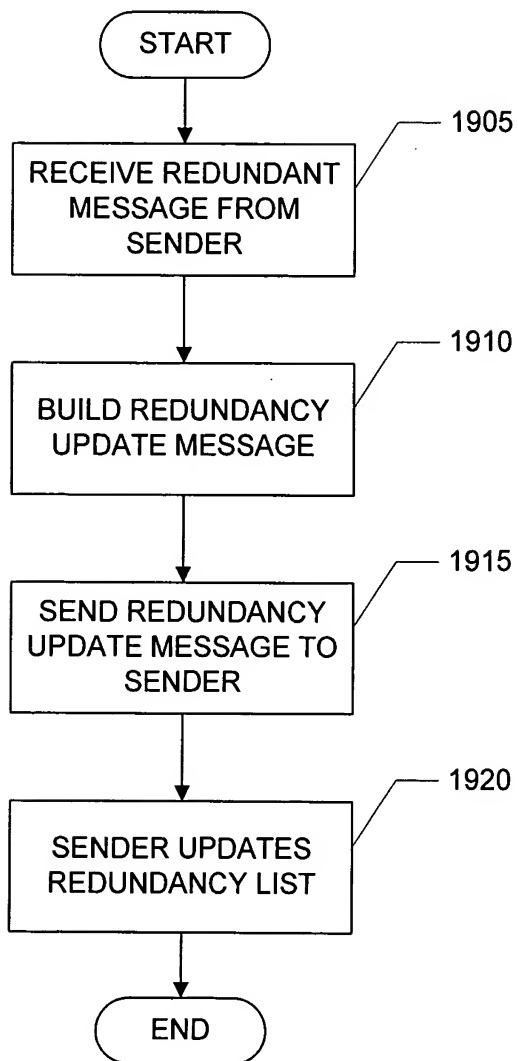 START
1905
RECEIVE REDUNDANT
MESSAGE FROM
SENDER
1910
BUILD REDUNDANCY
UPDATE MESSAGE
1915
SEND REDUNDANCY
UPDATE MESSAGE TO
SENDER
1920
SENDER UPDATES
REDUNDANCY LIST
END